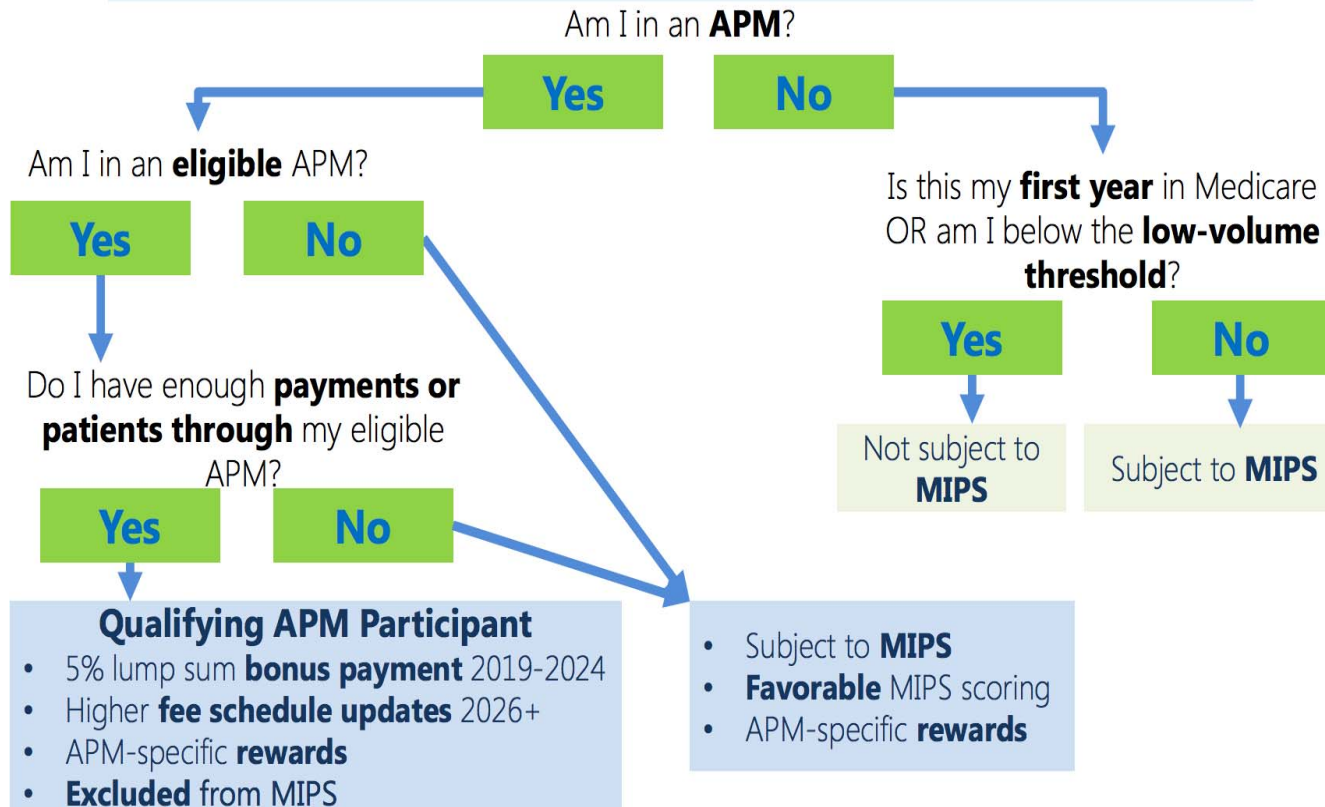 Am I in an APM?
Yes
No
Am I in an eligible APM?
Yes
No
Is this my first year in Medicare
OR am I below the low-volume
threshold?
Yes
No
Not subject to
MIPS
Subject to MIPS
Do I have enough payments or
patients through my eligible
APM?
Yes
No
Qualifying APM Participant
• 5% lump sum bonus payment 2019-2024
• Higher fee schedule updates 2026+
• APM-specific rewards
• Excluded from MIPS
• Subject to MIPS
• Favorable MIPS scoring
• APM-specific rewards